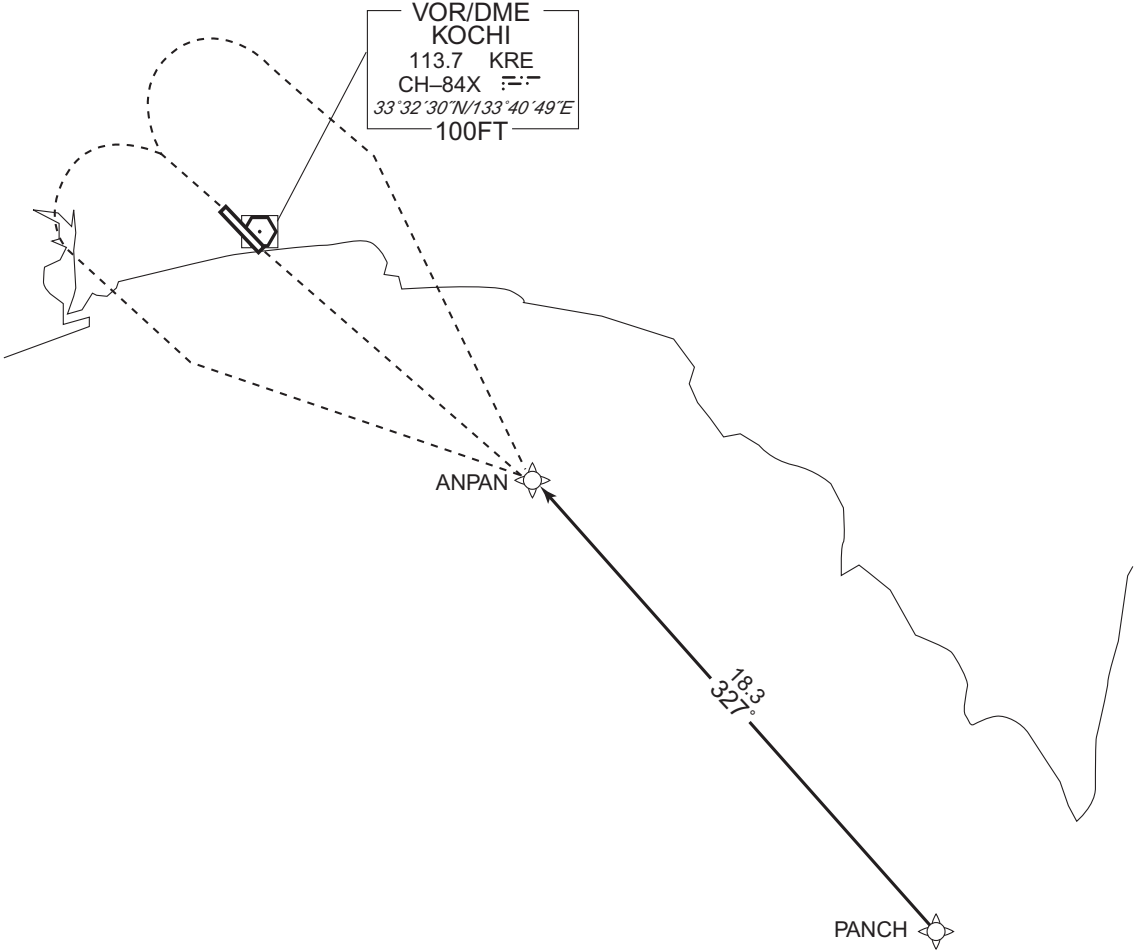 VOR/DME
KOCHI
113.7 KRE
CH–84X
33°32´30˝N/133°40´49˝E
100FT
ANPAN
18.3
327°
PANCH